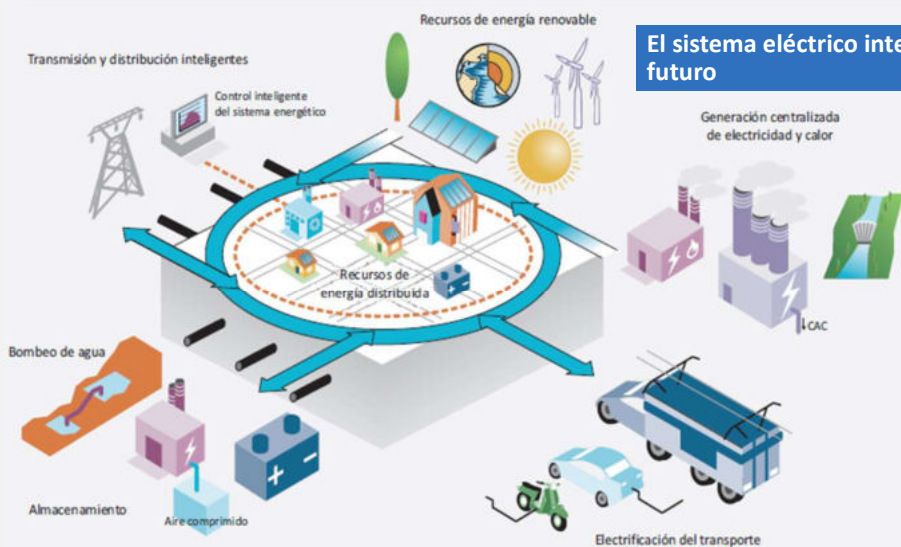 Recursos de energía renovable
El sistema eléctrico
futuro
Transmisión y distribución inteligentes
Control inteligente
del sistema energético
Generación centralizada
de electricidad y calor
Recursos de
energía distribuida
CAC
Bombeo de agua
+ -
Almacenamiento
Aire comprimido
Electrificación del transporte